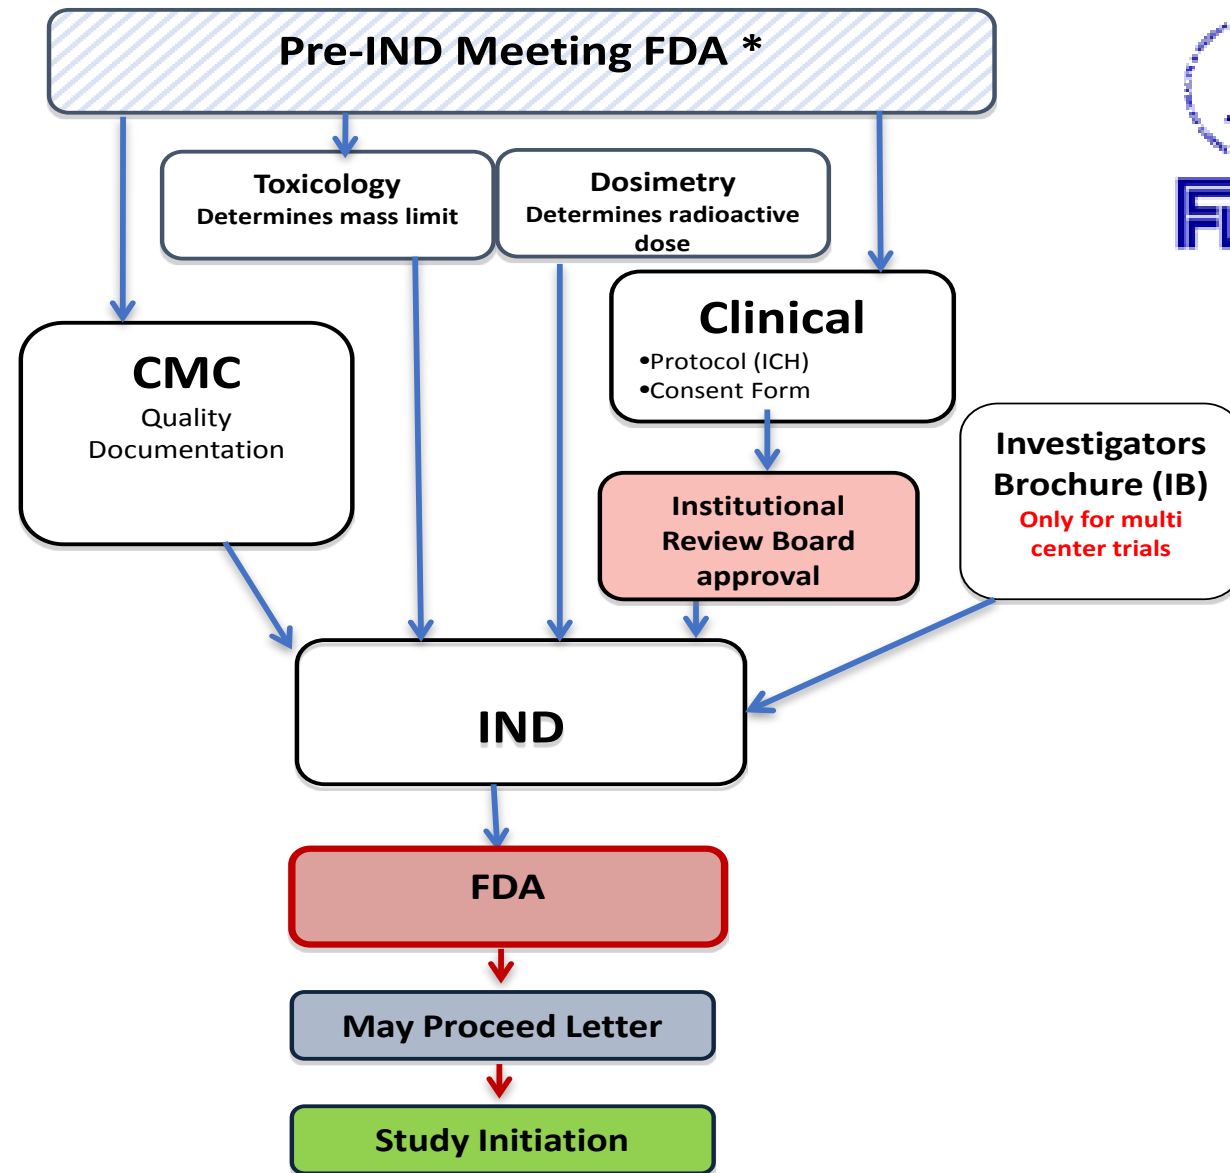 Pre-IND Meeting FDA *
Toxicology
Determines mass limit
Dosimetry
Determines radioactive
dose
Clinical
•Protocol (ICH)
•Consent Form
CMC
Quality
Documentation
Investigators
Brochure (IB)
Only for multi
center trials
Institutional
Review Board
approval
IND
FDA
May Proceed Letter
Study Initiation